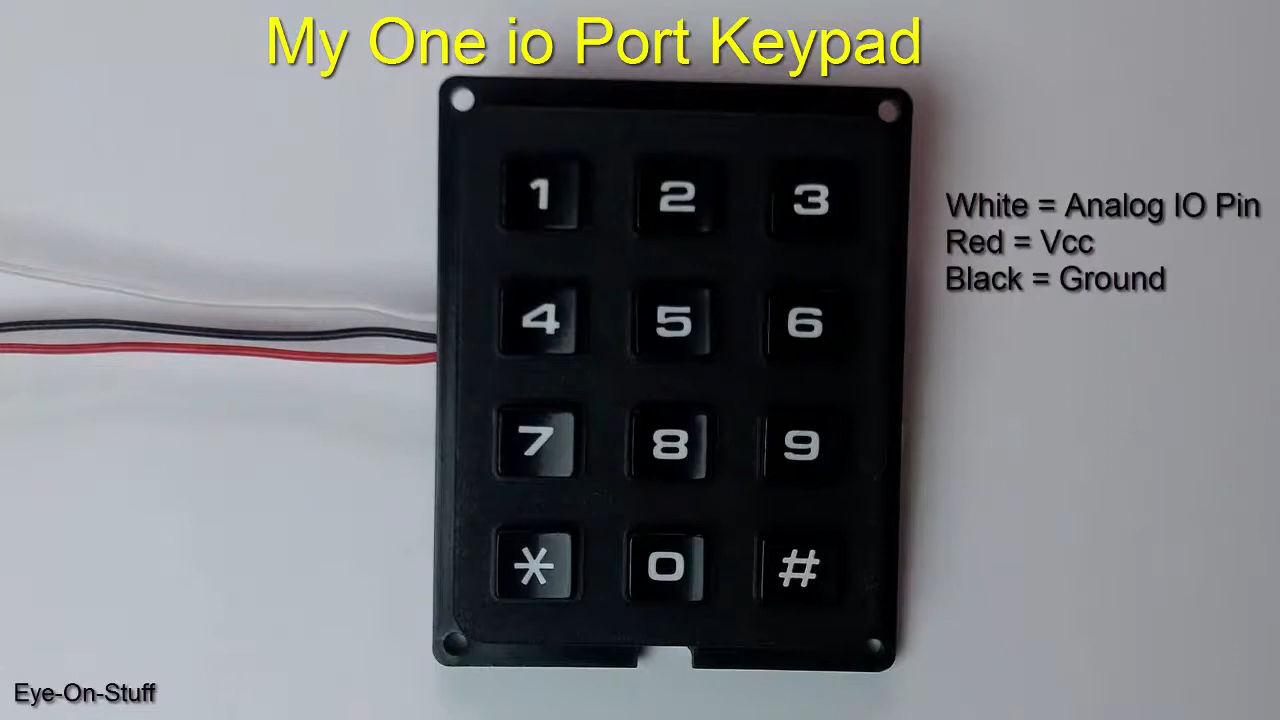 My One io Port Keypad
1 2 3
4 5 6
7 8 9
* 0 #
White = Analog IO Pin
Red = Vcc
Black = Ground
Eye-On-Stuff